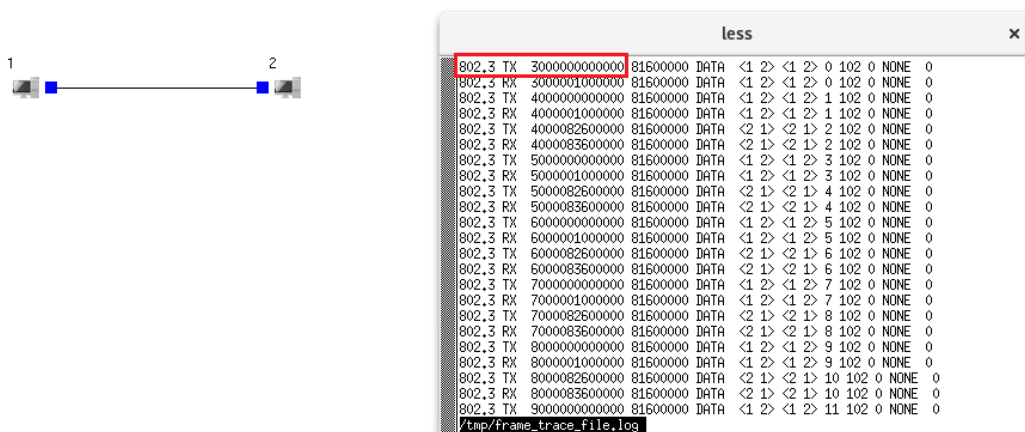 1 2
less ×
802.3 TX 3000000000000 81600000 DATA <1 2> <1 2> 0 102 0 NONE 0
802.3 RX 3000001000000 81600000 DATA <1 2> <1 2> 0 102 0 NONE 0
802.3 TX 4000000000000 81600000 DATA <1 2> <1 2> 1 102 0 NONE 0
802.3 RX 4000001000000 81600000 DATA <1 2> <1 2> 1 102 0 NONE 0
802.3 TX 4000082600000 81600000 DATA <2 1> <2 1> 2 102 0 NONE 0
802.3 RX 4000083600000 81600000 DATA <2 1> <2 1> 2 102 0 NONE 0
802.3 TX 5000000000000 81600000 DATA <1 2> <1 2> 3 102 0 NONE 0
802.3 RX 5000001000000 81600000 DATA <1 2> <1 2> 3 102 0 NONE 0
802.3 TX 5000082600000 81600000 DATA <2 1> <2 1> 4 102 0 NONE 0
802.3 RX 5000083600000 81600000 DATA <2 1> <2 1> 4 102 0 NONE 0
802.3 TX 6000000000000 81600000 DATA <1 2> <1 2> 5 102 0 NONE 0
802.3 RX 6000001000000 81600000 DATA <1 2> <1 2> 5 102 0 NONE 0
802.3 TX 6000082600000 81600000 DATA <2 1> <2 1> 6 102 0 NONE 0
802.3 RX 6000083600000 81600000 DATA <2 1> <2 1> 6 102 0 NONE 0
802.3 TX 7000000000000 81600000 DATA <1 2> <1 2> 7 102 0 NONE 0
802.3 RX 7000001000000 81600000 DATA <1 2> <1 2> 7 102 0 NONE 0
802.3 TX 7000082600000 81600000 DATA <2 1> <2 1> 8 102 0 NONE 0
802.3 RX 7000083600000 81600000 DATA <2 1> <2 1> 8 102 0 NONE 0
802.3 TX 8000000000000 81600000 DATA <1 2> <1 2> 9 102 0 NONE 0
802.3 RX 8000001000000 81600000 DATA <1 2> <1 2> 9 102 0 NONE 0
802.3 TX 8000082600000 81600000 DATA <2 1> <2 1> 10 102 0 NONE 0
802.3 RX 8000083600000 81600000 DATA <2 1> <2 1> 10 102 0 NONE 0
802.3 TX 9000000000000 81600000 DATA <1 2> <1 2> 11 102 0 NONE 0
/tmp/frame_trace_file.log